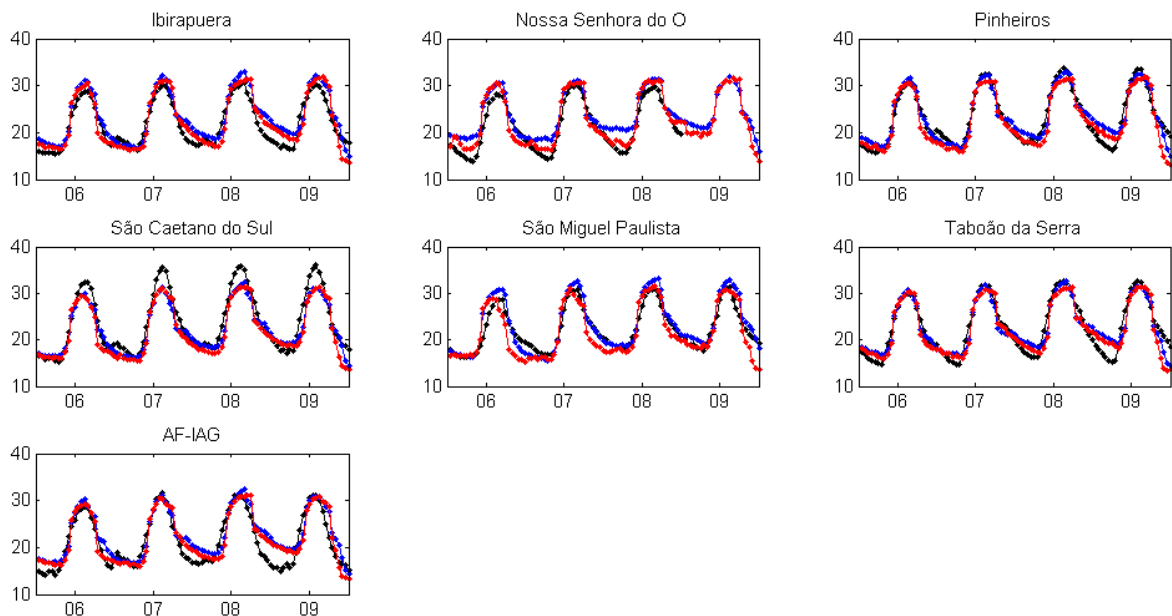 Ibirapuera
Nossa Senhora do O
Pinheiros
40
30
20
10
06 07 08 09
40
30
20
10
06 07 08 09
40
30
20
10
06 07 08 09
São Caetano do Sul
São Miguel Paulista
Taboão da Serra
40
30
20
10
06 07 08 09
40
30
20
10
06 07 08 09
40
30
20
10
06 07 08 09
AF-IAG
40
30
20
10
06 07 08 09